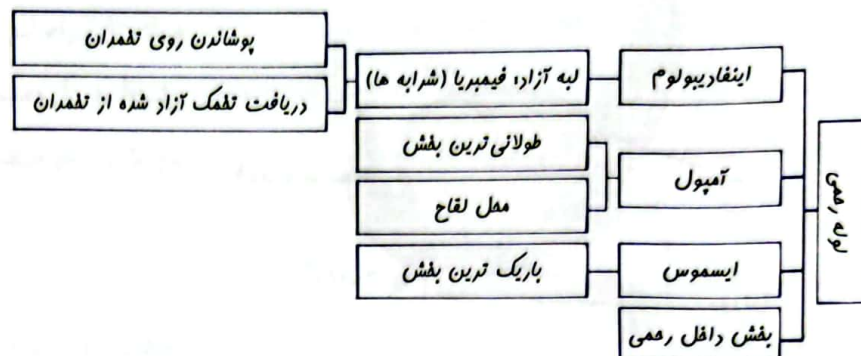 لوله رحمی
اینفادیبولوم
لبه آزاد: فیمبریا (شرابه ها)
پوشاندن روی تخمدان
دریافت تخمک آزاد شده از تخمدان
آمپول
طولانی ترین بخش
محل لقاح
ایسموس
باریک ترین بخش
بخش داخل رحمی